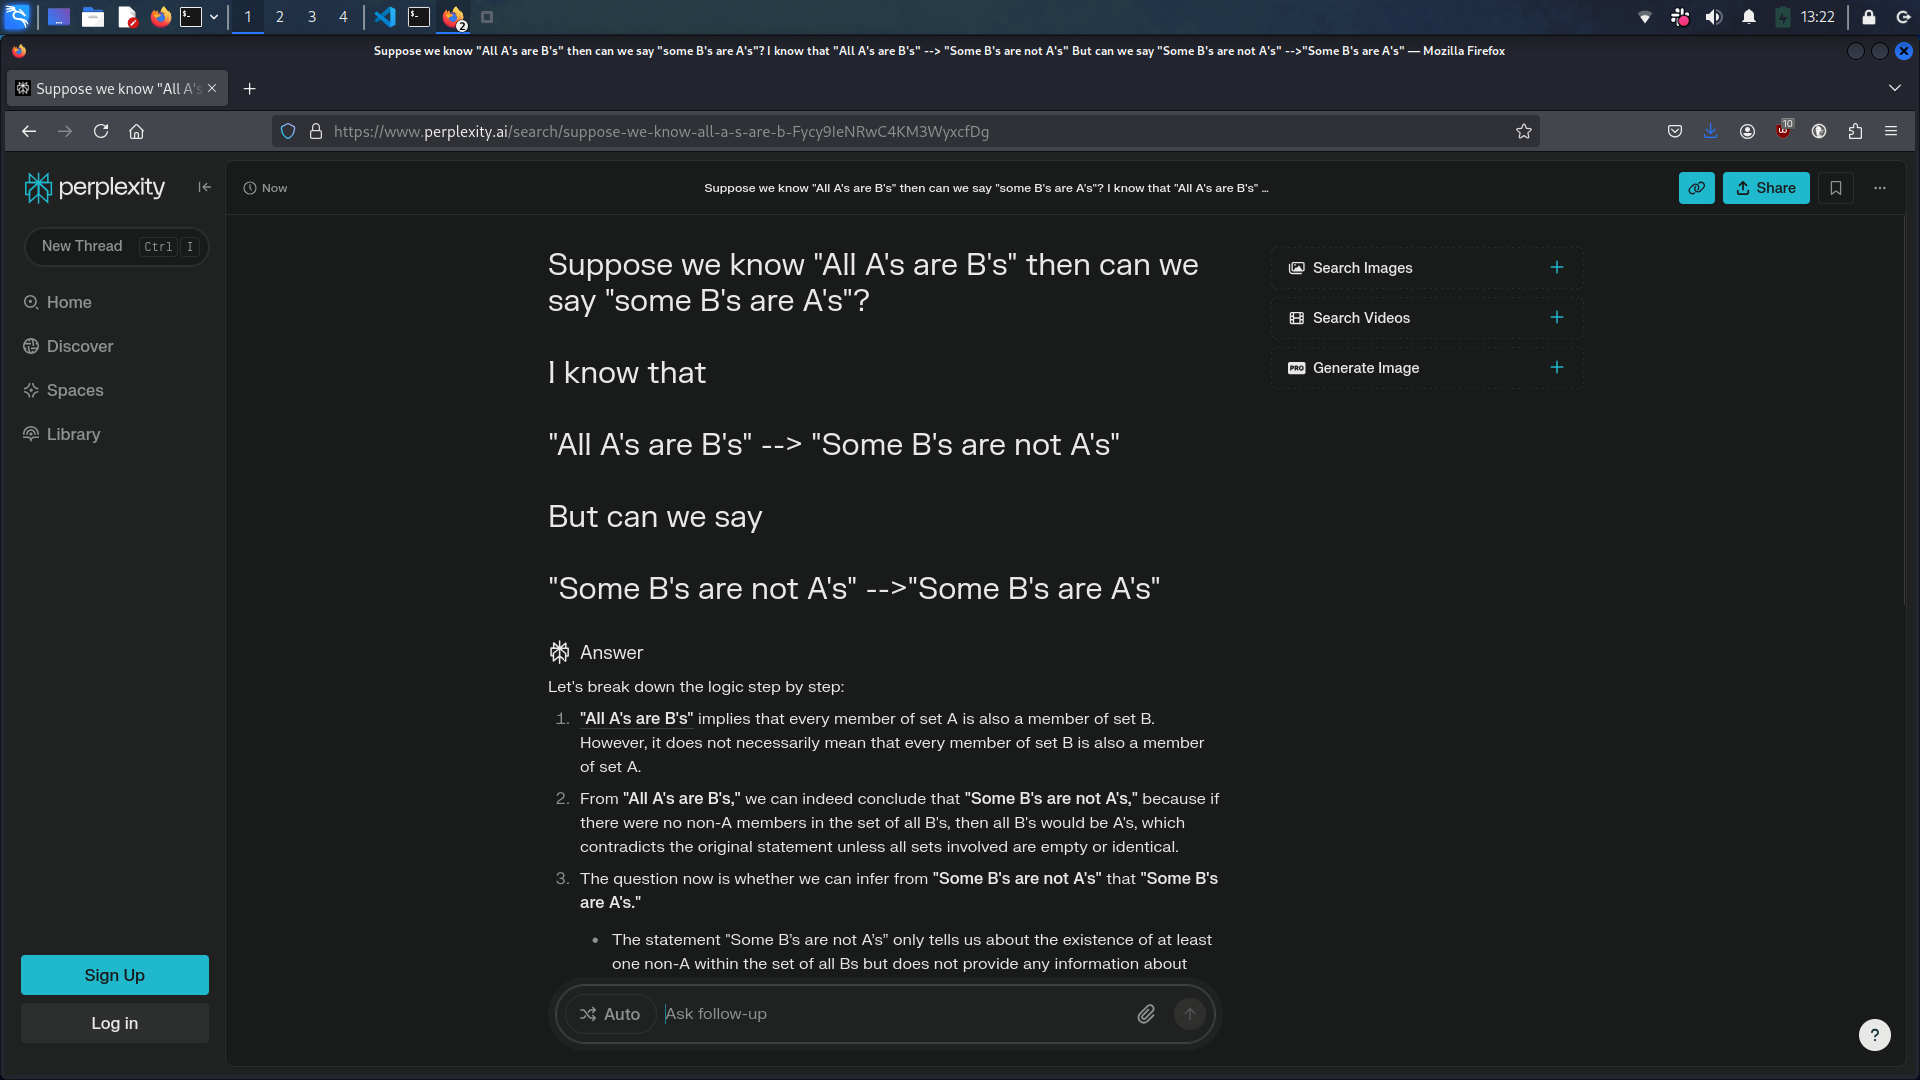 1
2
3
4
2
13:22
Suppose we know "All A's are B's" then can we say "some B's are A's"? I know that "All A's are B's" --> "Some B's are not A's" But can we say "Some B's are not A's" -->"Some B's are A's" — Mozilla Firefox
Suppose we know "All A's
https://www.perplexity.ai/search/suppose-we-know-all-a-s-are-b-Fycy9IeNRwC4KM3WyxcfDg
10
perplexity
Now
Suppose we know "All A's are B's" then can we say "some B's are A's"? I know that "All A's are B's" ...
Share
New Thread Ctrl I
Home
Discover
Spaces
Library
Sign Up
Log in
Suppose we know "All A's are B's" then can we
say "some B's are A's"?
I know that
"All A's are B's" --> "Some B's are not A's"
But can we say
"Some B's are not A's" -->"Some B's are A's"
Search Images
Search Videos
PRO Generate Image
Answer
Let's break down the logic step by step:
1. "All A's are B's" implies that every member of set A is also a member of set B.
However, it does not necessarily mean that every member of set B is also a member
of set A.
2. From "All A's are B's," we can indeed conclude that "Some B's are not A's," because if
there were no non-A members in the set of all B's, then all B's would be A's, which
contradicts the original statement unless all sets involved are empty or identical.
3. The question now is whether we can infer from "Some B's are not A's" that "Some B's
are A's."
• The statement "Some B’s are not A’s” only tells us about the existence of at least
one non-A within the set of all Bs but does not provide any information about
Auto
Ask follow-up
?